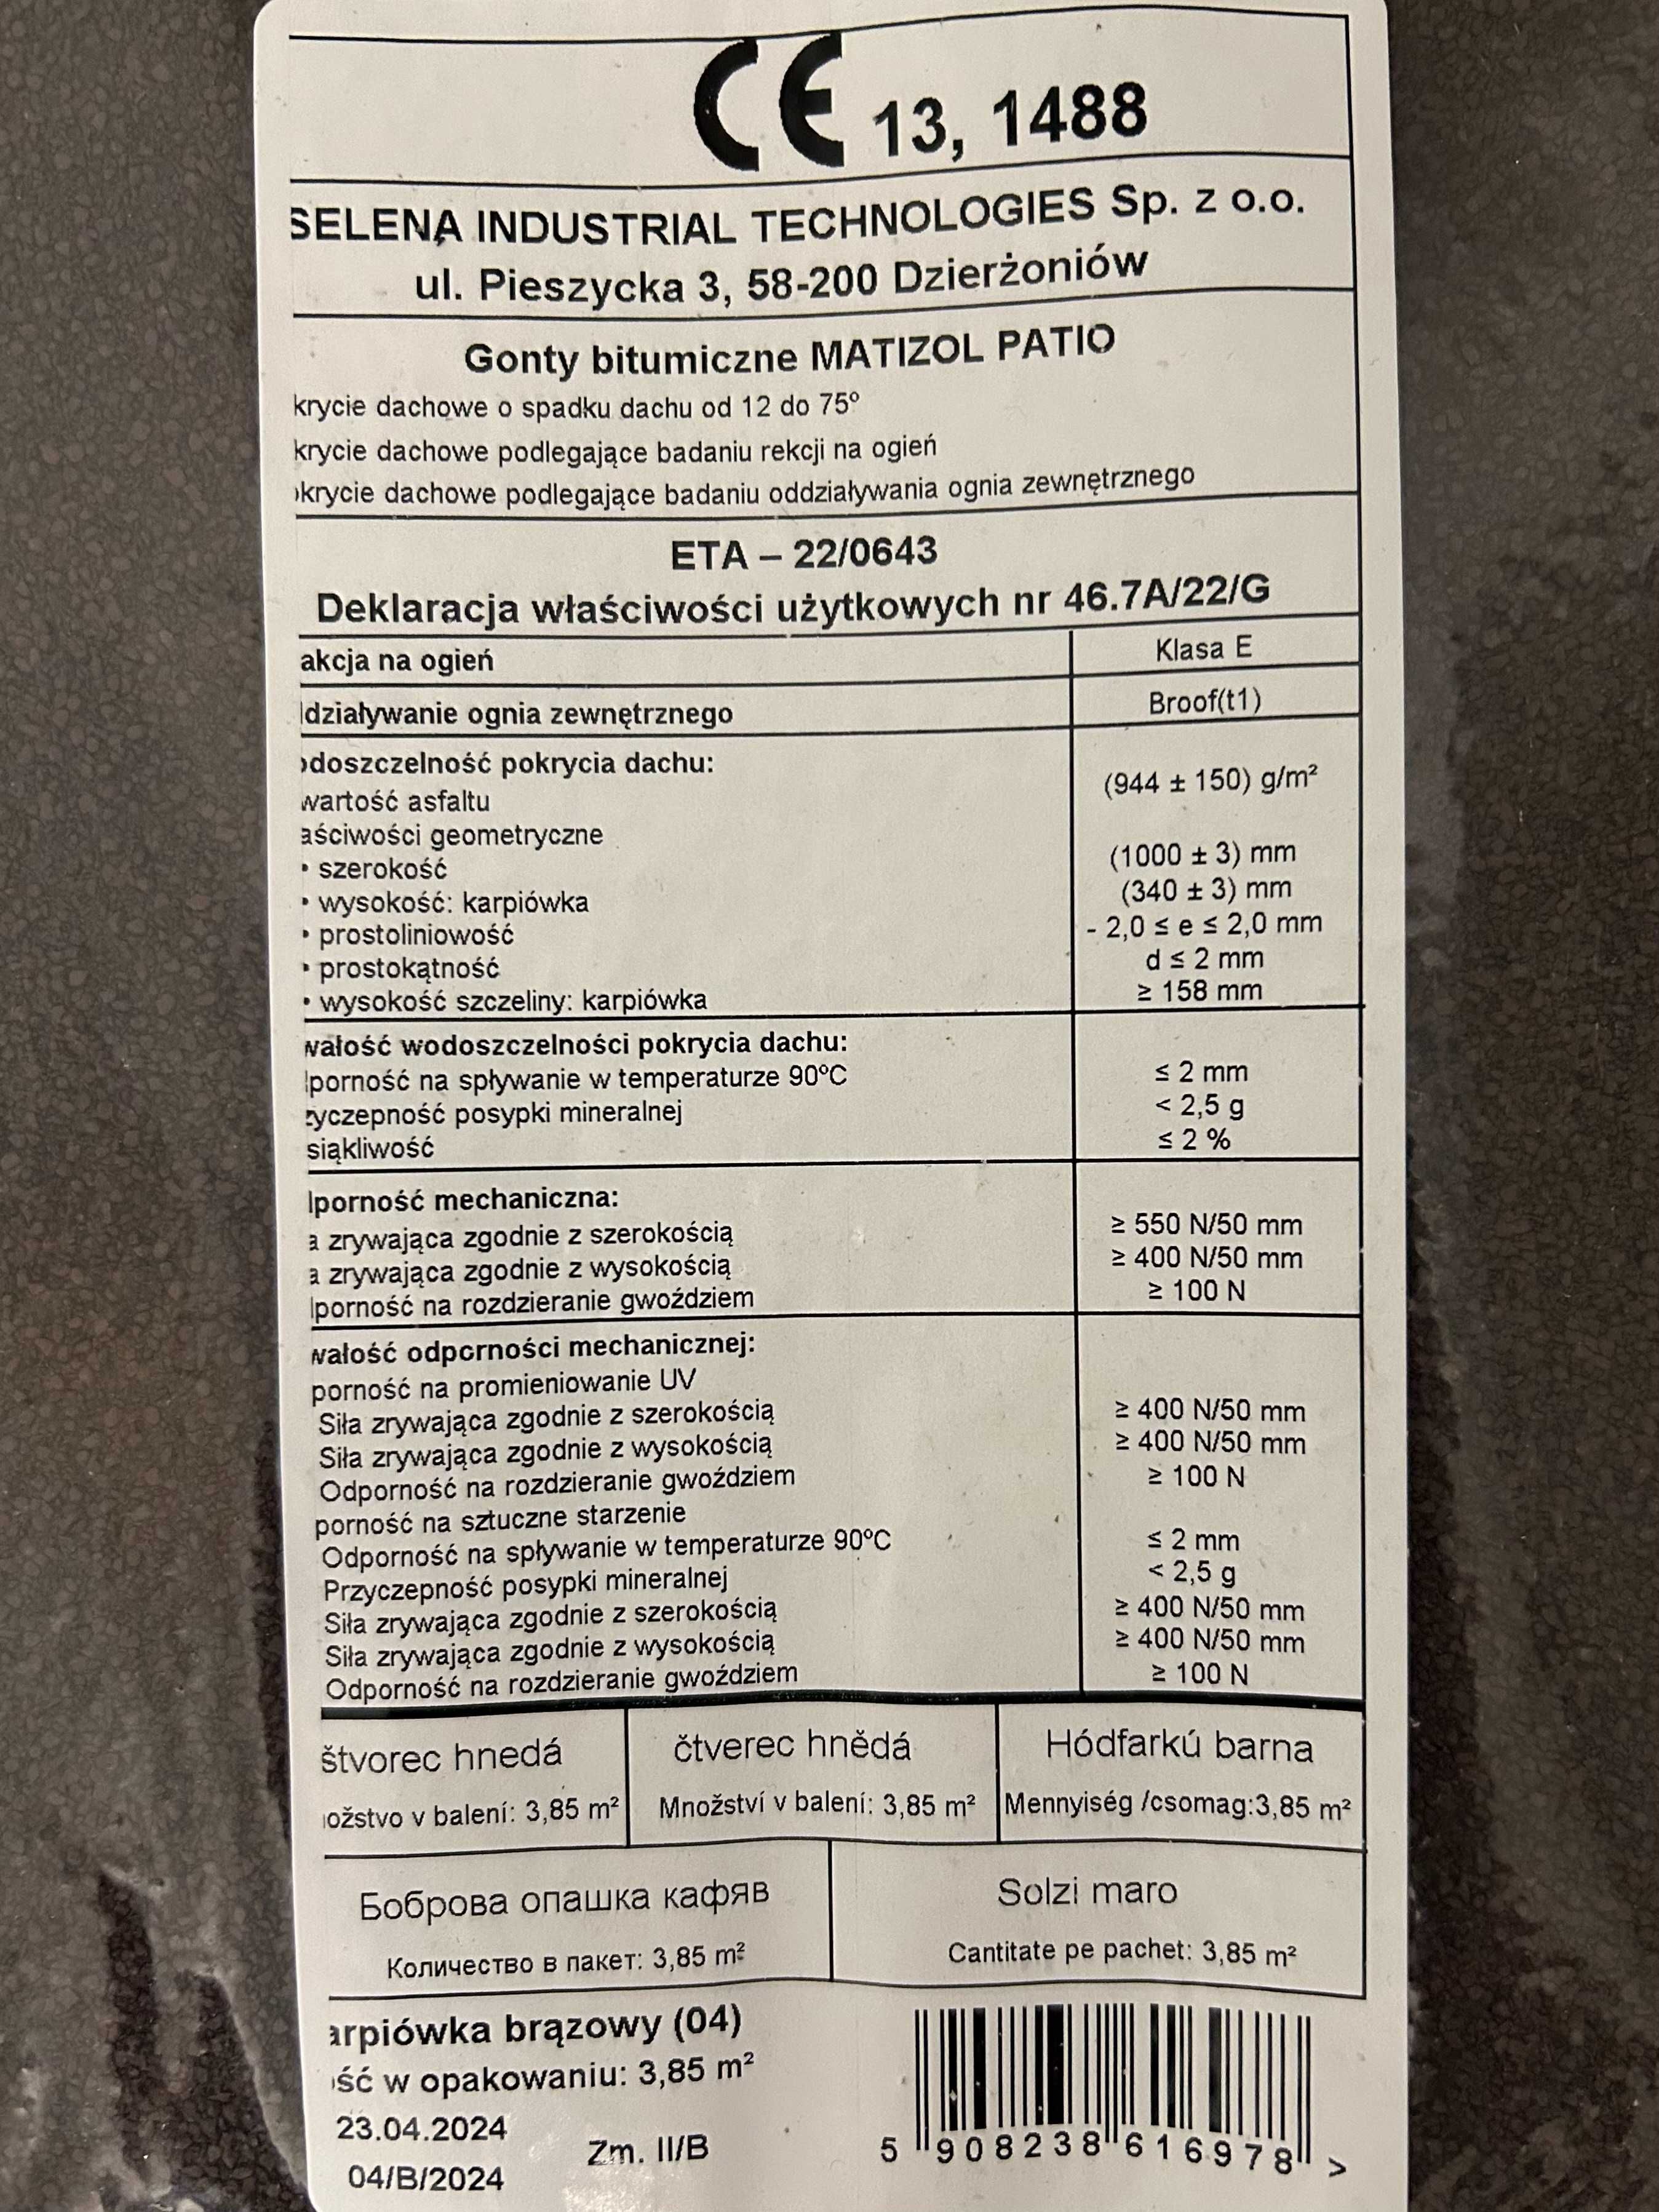 CE 13, 1488
SELENA INDUSTRIAL TECHNOLOGIES Sp. z o.o.
ul. Pieszycka 3, 58-200 Dzierżoniów
Gonty bitumiczne MATIZOL PATIO
krycie dachowe o spadku dachu od 12 do 75º
krycie dachowe podlegające badaniu rekcji na ogień
krycie dachowe podlegające badaniu oddziaływania ognia zewnętrznego
ETA – 22/0643
Deklaracja właściwości użytkowych nr 46.7A/22/G
akcja na ogień Klasa E
działywanie ognia zewnętrznego Broof(t1)
odoszczelność pokrycia dachu:
wartość asfaltu (944 ± 150) g/m²
aściwości geometryczne
• szerokość (1000 ± 3) mm
• wysokość: karpiówka (340 ± 3) mm
• prostoliniowość - 2,0 ≤ e ≤ 2,0 mm
• prostokątność d ≤ 2 mm
• wysokość szczeliny: karpiówka ≥ 158 mm
wałość wodoszczelności pokrycia dachu:
porność na spływanie w temperaturze 90ºC ≤ 2 mm
zyczepność posypki mineralnej < 2,5 g
siąkliwość ≤ 2 %
porność mechaniczna:
a zrywająca zgodnie z szerokością ≥ 550 N/50 mm
a zrywająca zgodnie z wysokością ≥ 400 N/50 mm
porność na rozdzieranie gwoździem ≥ 100 N
wałość odporności mechanicznej:
porność na promieniowanie UV
Siła zrywająca zgodnie z szerokością ≥ 400 N/50 mm
Siła zrywająca zgodnie z wysokością ≥ 400 N/50 mm
Odporność na rozdzieranie gwoździem ≥ 100 N
porność na sztuczne starzenie
Odporność na spływanie w temperaturze 90ºC ≤ 2 mm
Przyczepność posypki mineralnej < 2,5 g
Siła zrywająca zgodnie z szerokością ≥ 400 N/50 mm
Siła zrywająca zgodnie z wysokością ≥ 400 N/50 mm
Odporność na rozdzieranie gwoździem ≥ 100 N
štvorec hnedá
ožstvo v balení: 3,85 m²
čtverec hnědá
Množství v balení: 3,85 m²
Hódfarkú barna
Mennyiség /csomag:3,85 m²
Боброва опашка кафяв
Количество в пакет: 3,85 m²
Solzi maro
Cantitate pe pachet: 3,85 m²
arpiówka brązowy (04)
ść w opakowaniu: 3,85 m²
23.04.2024
04/B/2024
Zm. II/B
5 908238 616978 >